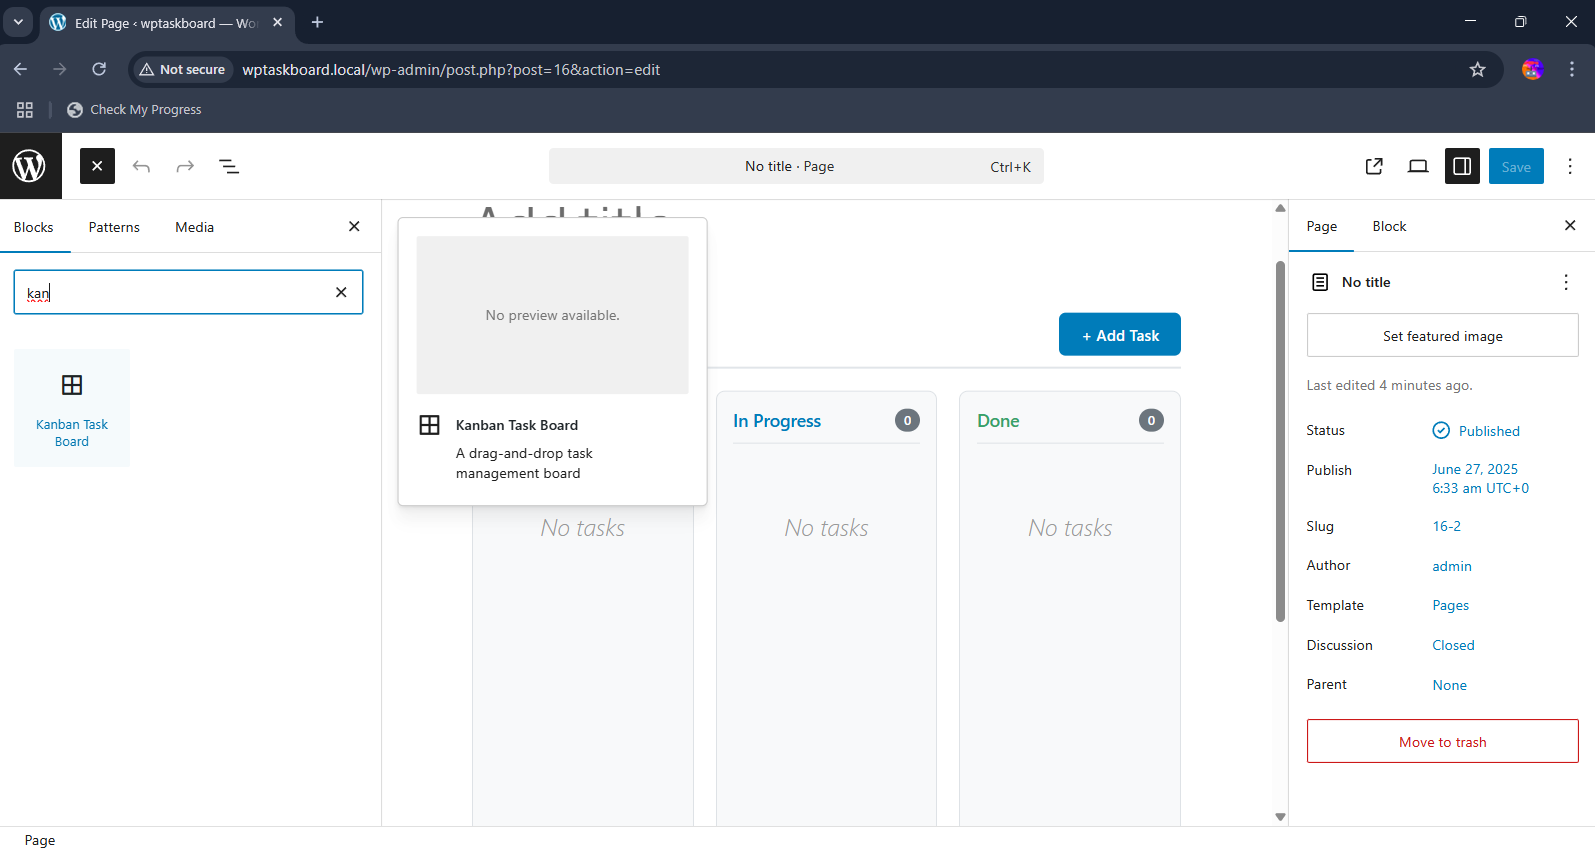 Edit Page ‹ wptaskboard — Wo
Not secure
wptaskboard.local/wp-admin/post.php?post=16&action=edit
Check My Progress
No title · Page
Ctrl+K
Save
Blocks
Patterns
Media
kan
Kanban Task
Board
No preview available.
Kanban Task Board
A drag-and-drop task
management board
+ Add Task
In Progress
0
Done
0
No tasks
No tasks
No tasks
Page
Block
No title
Set featured image
Last edited 4 minutes ago.
Status
Published
Publish
June 27, 2025
6:33 am UTC+0
Slug
16-2
Author
admin
Template
Pages
Discussion
Closed
Parent
None
Move to trash
Page